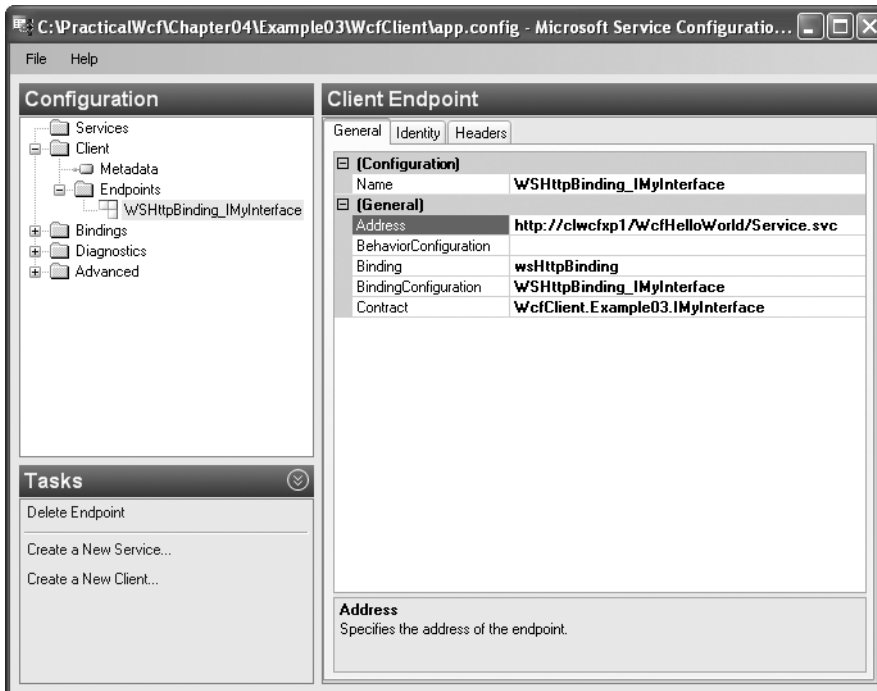 C:\PracticalWcf\Chapter04\Example03\WcfClient\app.config - Microsoft Service Configuratio...
File Help
Configuration
Services
Client
Metadata
Endpoints
WSHttpBinding_IMyInterface
Bindings
Diagnostics
Advanced
Tasks
Delete Endpoint
Create a New Service...
Create a New Client...
Client Endpoint
General Identity Headers
(Configuration)
Name WSHttpBinding_IMyInterface
(General)
Address http://clwcfxp1/WcfHelloWorld/Service.svc
BehaviorConfiguration
Binding wsHttpBinding
BindingConfiguration WSHttpBinding_IMyInterface
Contract WcfClient.Example03.IMyInterface
Address
Specifies the address of the endpoint.